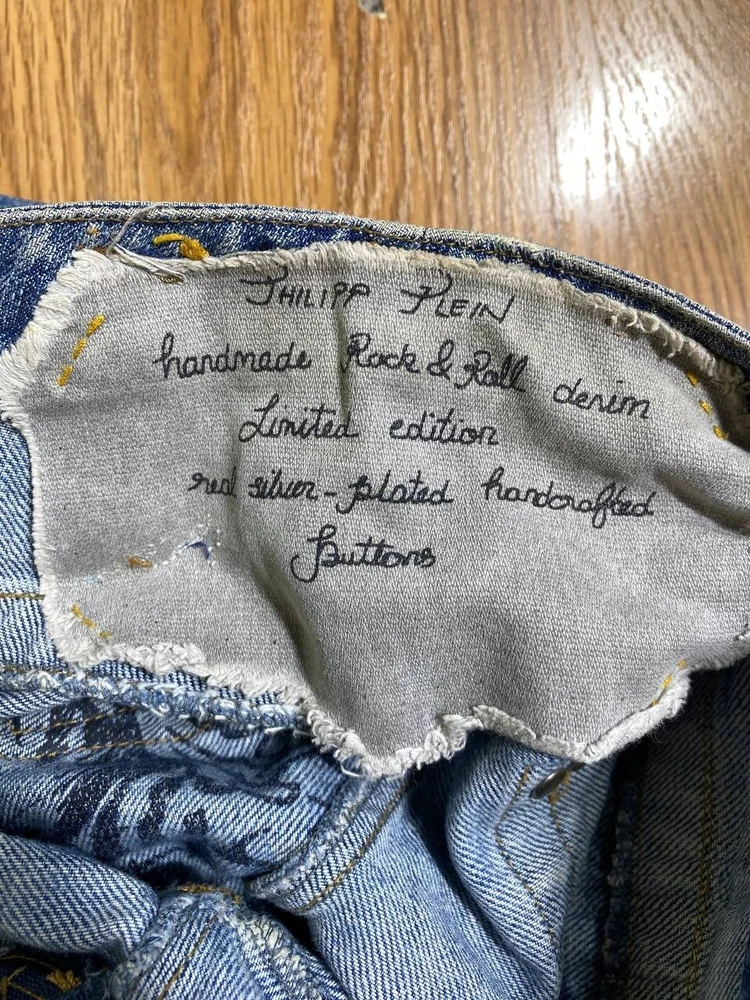 PHILIPP PLEIN
handmade Rock & Roll denim
Limited edition
real silver-plated handcrafted
Buttons